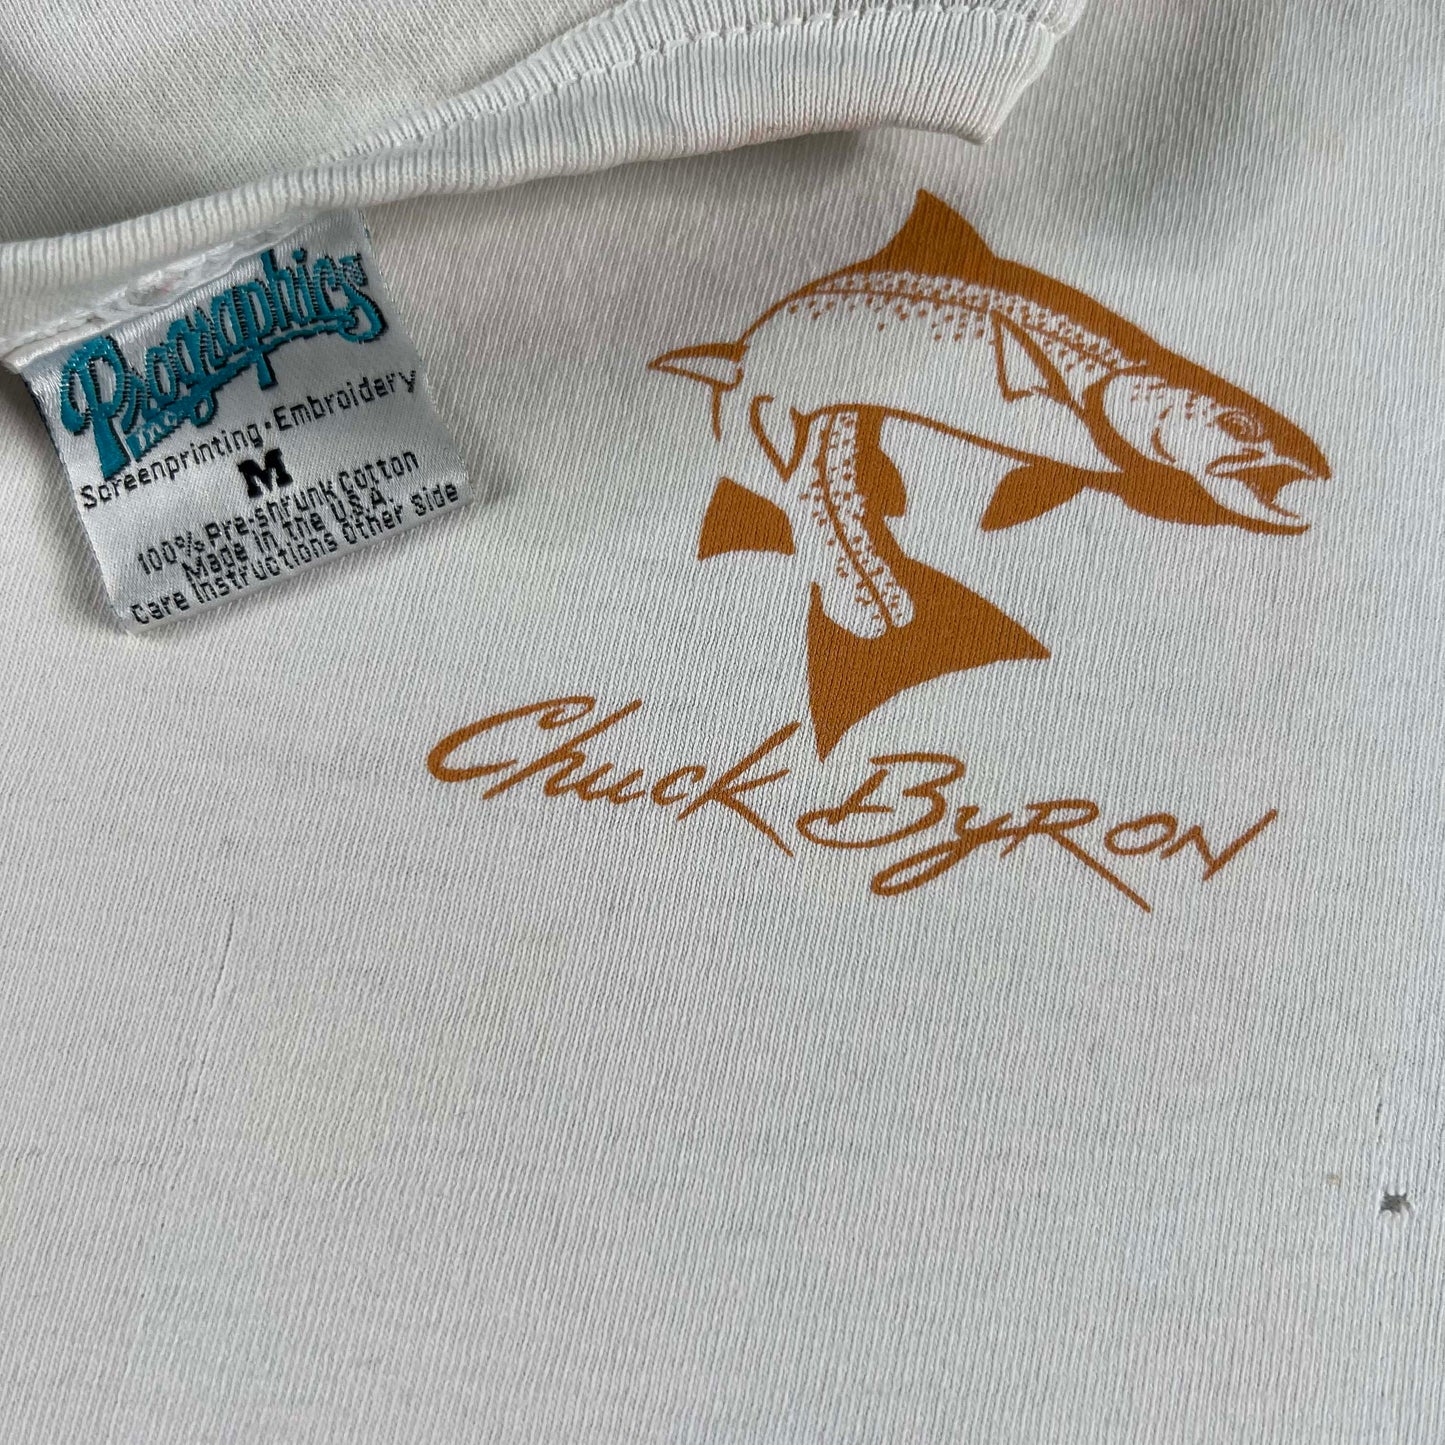 Prographics
inc.
Screenprinting • Embroidery
M
100% Pre-shrunk Cotton
Made in the U.S.A.
Care Instructions other side
Chuck Byron